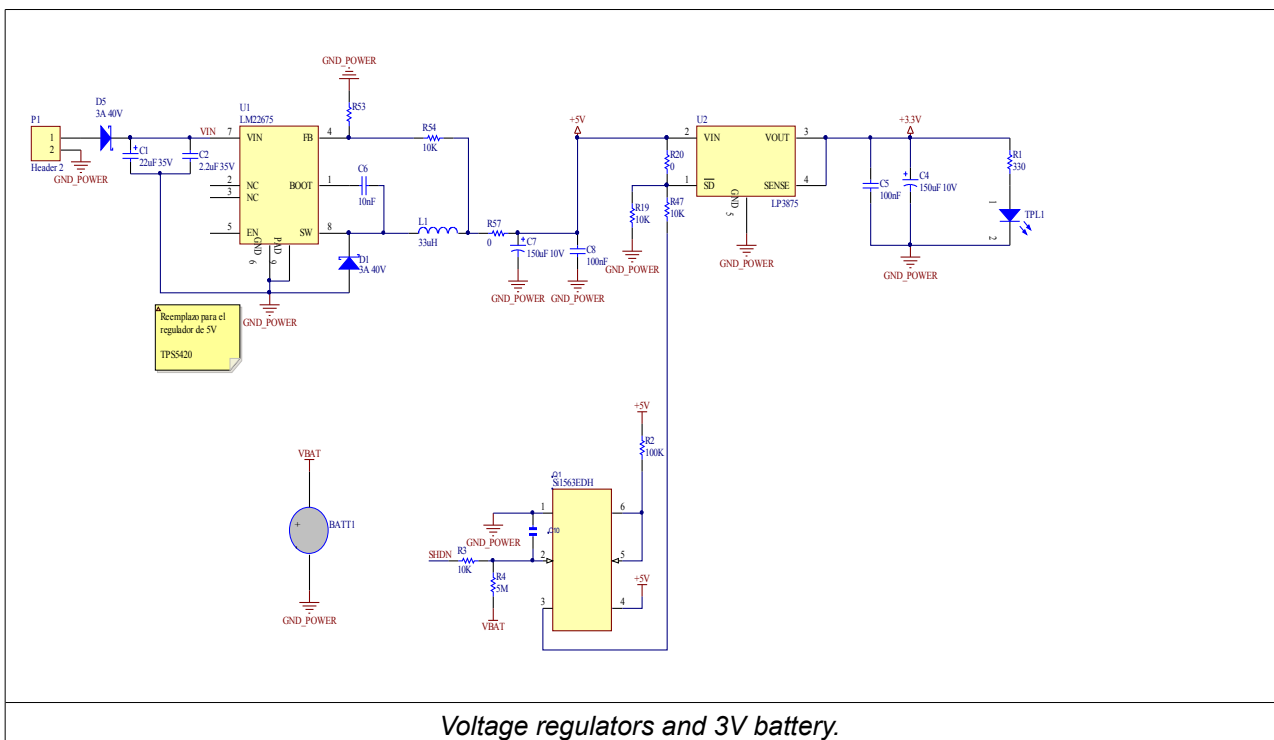 GND_POWER
P1
1
2
Header 2
GND_POWER
D5
3A 40V
C1
22uF 35V
C2
2.2uF 35V
VIN
U1
LM22675
7
VIN
FB
4
2
NC
3
NC
BOOT
1
5
EN
SW
8
GND
6
PAD
9
R53
R54
10K
C6
10nF
L1
33uH
D1
3A 40V
GND_POWER
R57
0
C7
150uF 10V
GND_POWER
C8
100nF
GND_POWER
+5V
Reemplazo para el
regulador de 5V
TPS5420
R20
0
R19
10K
GND_POWER
R47
10K
U2
2
VIN
VOUT
3
1
SD
SENSE
4
GND
5
LP3875
GND_POWER
+3.3V
C5
100nF
C4
150uF 10V
GND_POWER
R1
330
1
TPL1
2
VBAT
BATT1
+
GND_POWER
+5V
R2
100K
Q1
Si1563EDH
1
6
2
5
3
4
GND_POWER
C10
SHDN
R3
10K
R4
5M
VBAT
+5V
Voltage regulators and 3V battery.